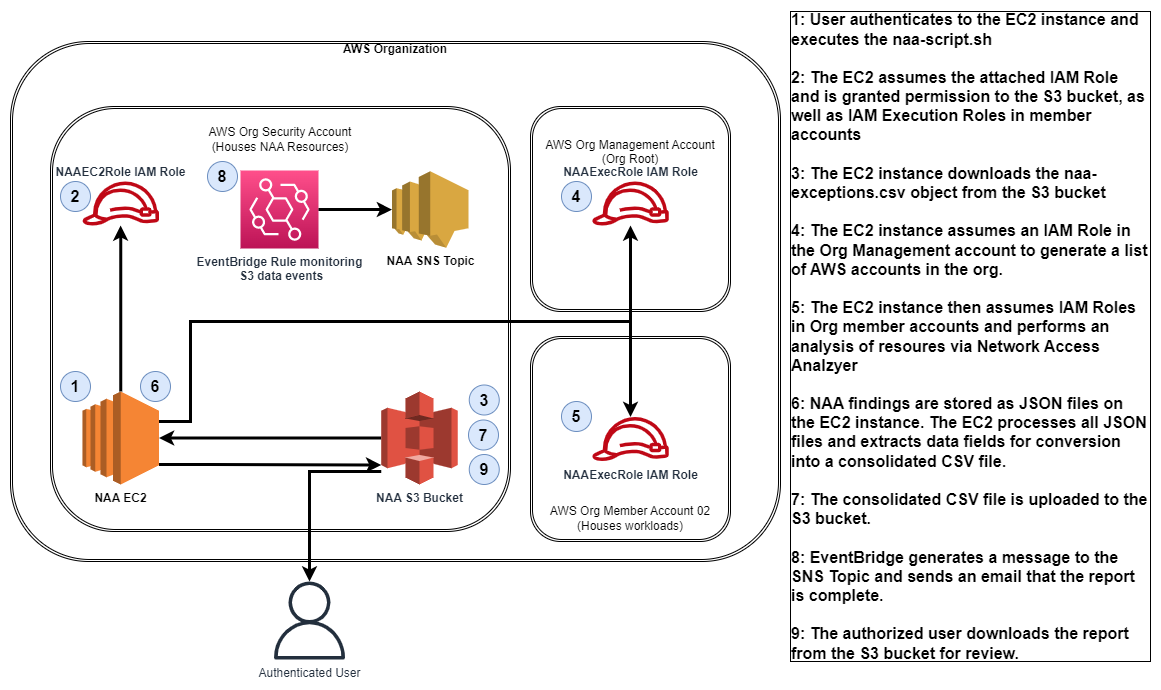 AWS Organization
AWS Org Security Account
(Houses NAA Resources)
NAAEC2Role IAM Role
2
8
EventBridge Rule monitoring
S3 data events
NAA SNS Topic
AWS Org Management Account
(Org Root)
NAAExecRole IAM Role
4
1
6
NAA EC2
3
7
9
NAA S3 Bucket
5
NAAExecRole IAM Role
AWS Org Member Account 02
(Houses workloads)
Authenticated User
1: User authenticates to the EC2 instance and
executes the naa-script.sh
2: The EC2 assumes the attached IAM Role
and is granted permission to the S3 bucket, as
well as IAM Execution Roles in member
accounts
3: The EC2 instance downloads the naa-
exceptions.csv object from the S3 bucket
4: The EC2 instance assumes an IAM Role in
the Org Management account to generate a list
of AWS accounts in the org.
5: The EC2 instance then assumes IAM Roles
in Org member accounts and performs an
analysis of resoures via Network Access
Analzyer
6: NAA findings are stored as JSON files on
the EC2 instance. The EC2 processes all JSON
files and extracts data fields for conversion
into a consolidated CSV file.
7: The consolidated CSV file is uploaded to the
S3 bucket.
8: EventBridge generates a message to the
SNS Topic and sends an email that the report
is complete.
9: The authorized user downloads the report
from the S3 bucket for review.